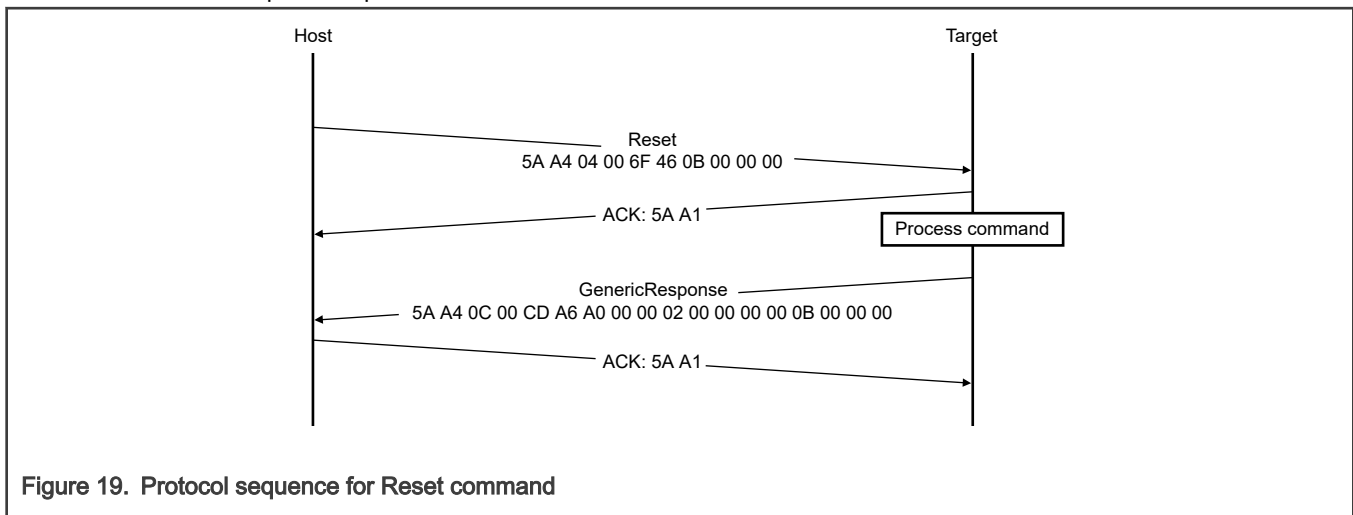 Host
Target
Reset
5A A4 04 00 6F 46 0B 00 00 00
ACK: 5A A1
Process command
GenericResponse
5A A4 0C 00 CD A6 A0 00 00 02 00 00 00 00 0B 00 00 00
ACK: 5A A1
Figure 19. Protocol sequence for Reset command